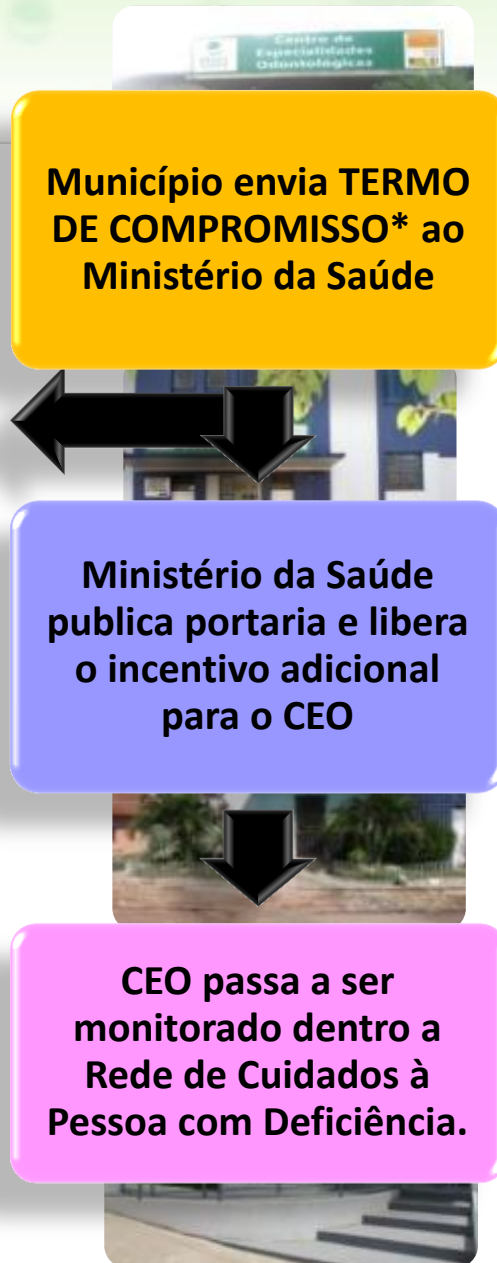 Centro de
Especialidades
Odontológicas
Município envia TERMO
DE COMPROMISSO* ao
Ministério da Saúde
Ministério da Saúde
publica portaria e libera
o incentivo adicional
para o CEO
CEO passa a ser
monitorado dentro a
Rede de Cuidados à
Pessoa com Deficiência.